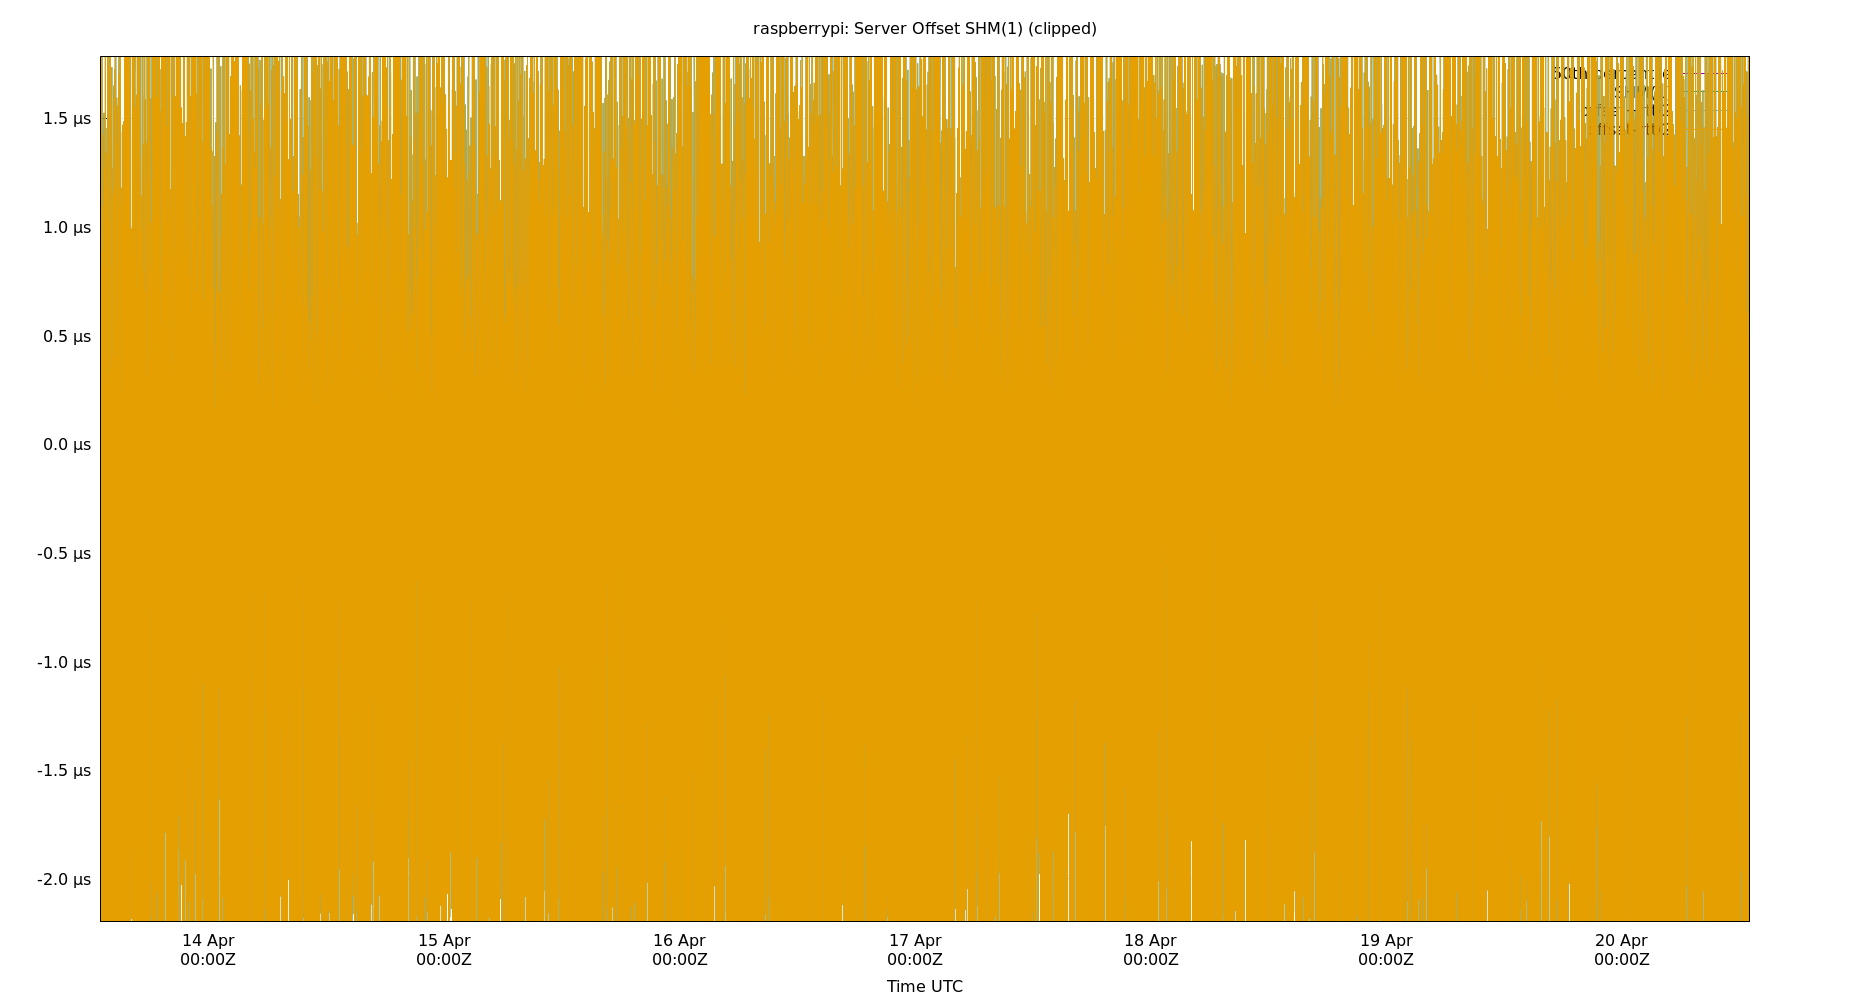 raspberrypi: Server Offset SHM(1) (clipped)
1.5 µs
1.0 µs
0.5 µs
0.0 µs
-0.5 µs
-1.0 µs
-1.5 µs
-2.0 µs
14 Apr 15 Apr 16 Apr 17 Apr 18 Apr 19 Apr 20 Apr
00:00Z 00:00Z 00:00Z 00:00Z 00:00Z 00:00Z 00:00Z
Time UTC